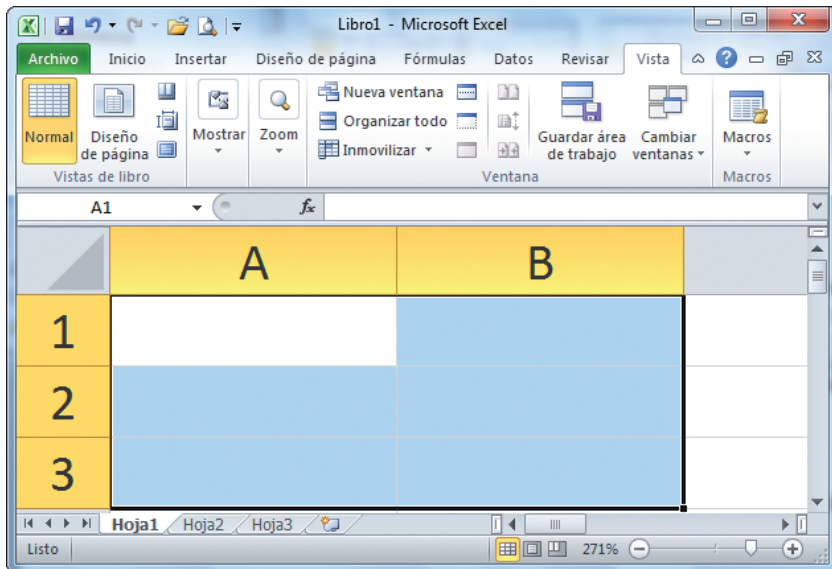 Libro1 - Microsoft Excel
Archivo Inicio Insertar Diseño de página Fórmulas Datos Revisar Vista
Normal
Diseño
de página
Mostrar
Zoom
Nueva ventana
Organizar todo
Inmovilizar
Guardar área
de trabajo
Cambiar
ventanas
Macros
Vistas de libro Ventana Macros
A1 fx
A B
1
2
3
Hoja1 Hoja2 Hoja3
Listo 271%